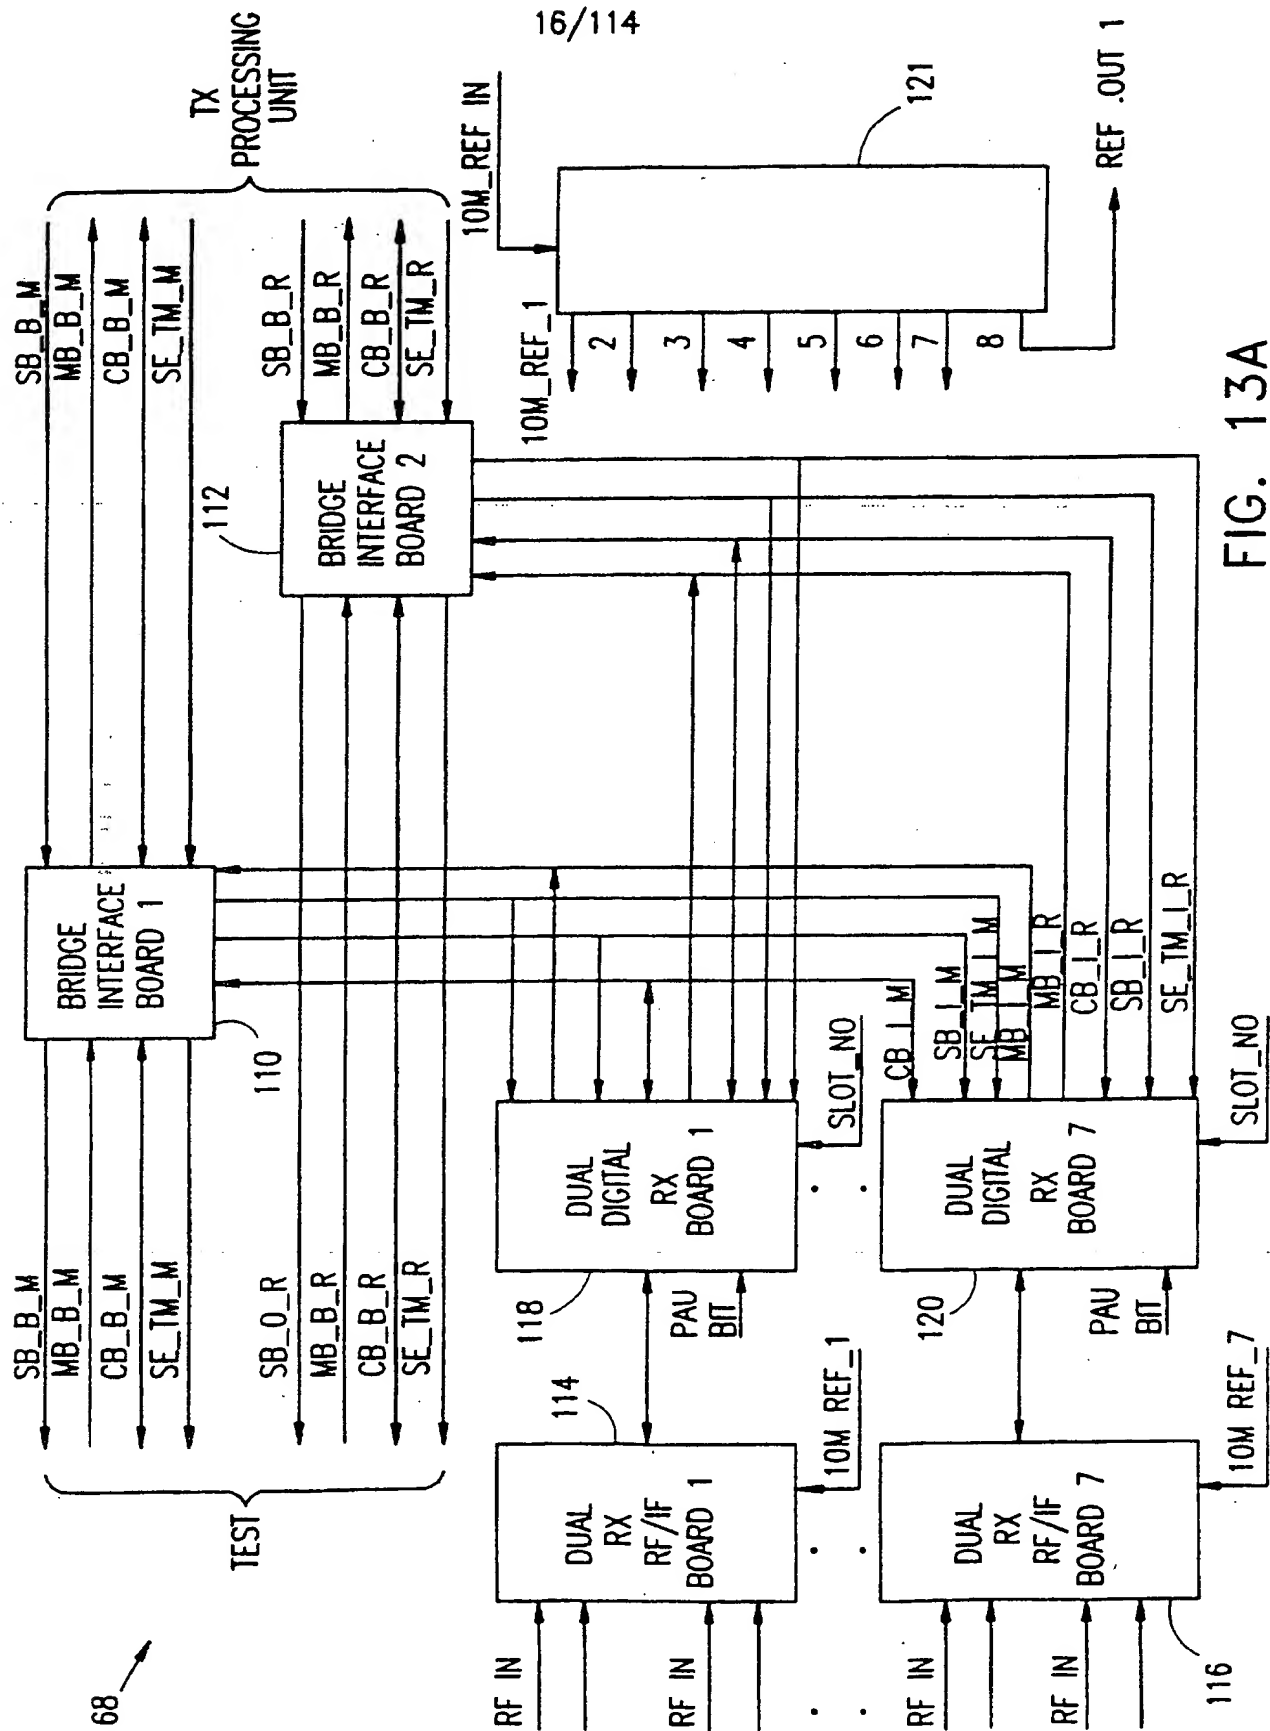 16/114
68
TEST
SB_B_M
MB_B_M
CB_B_M
SE_TM_M
SB_O_R
MB_B_R
CB_B_R
SE_TM_R
BRIDGE
INTERFACE
BOARD 1
110
SB_B_M
MB_B_M
CB_B_M
SE_TM_M
TX
PROCESSING
UNIT
112
BRIDGE
INTERFACE
BOARD 2
SB_B_R
MB_B_R
CB_B_R
SE_TM_R
10M_REF IN
10M_REF_1
2
3
4
5
6
7
8
121
REF .OUT 1
RF IN
RF IN
114
DUAL
RX
RF/IF
BOARD 1
10M REF_1
118
PAU
BIT
DUAL
DIGITAL
RX
BOARD 1
SLOT_NO
RF IN
RF IN
116
DUAL
RX
RF/IF
BOARD 7
10M REF_7
120
PAU
BIT
DUAL
DIGITAL
RX
BOARD 7
SLOT_NO
CB_I_M
SB_I_M
SE_TM_I_M
MB_I_M
MB_I_R
CB_I_R
SB_I_R
SE_TM_I_R
FIG. 13A